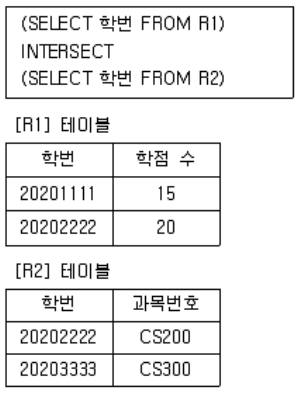 (SELECT 학번 FROM R1)
INTERSECT
(SELECT 학번 FROM R2)
[R1] 테이블
학번 학점 수
20201111 15
20202222 20
[R2] 테이블
학번 과목번호
20202222 CS200
20203333 CS300